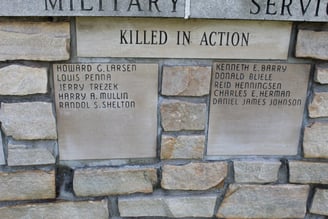 MILITARY SERVICE
KILLED IN ACTION
HOWARD G. LARSEN
LOUIS PENNA
JERRY TREZEK
HARRY A. MULLIN
RANDOL S. SHELTON
KENNETH E. BARRY
DONALD BLIELE
REID HENNINGSEN
CHARLES E. HERMAN
DANIEL JAMES JOHNSON